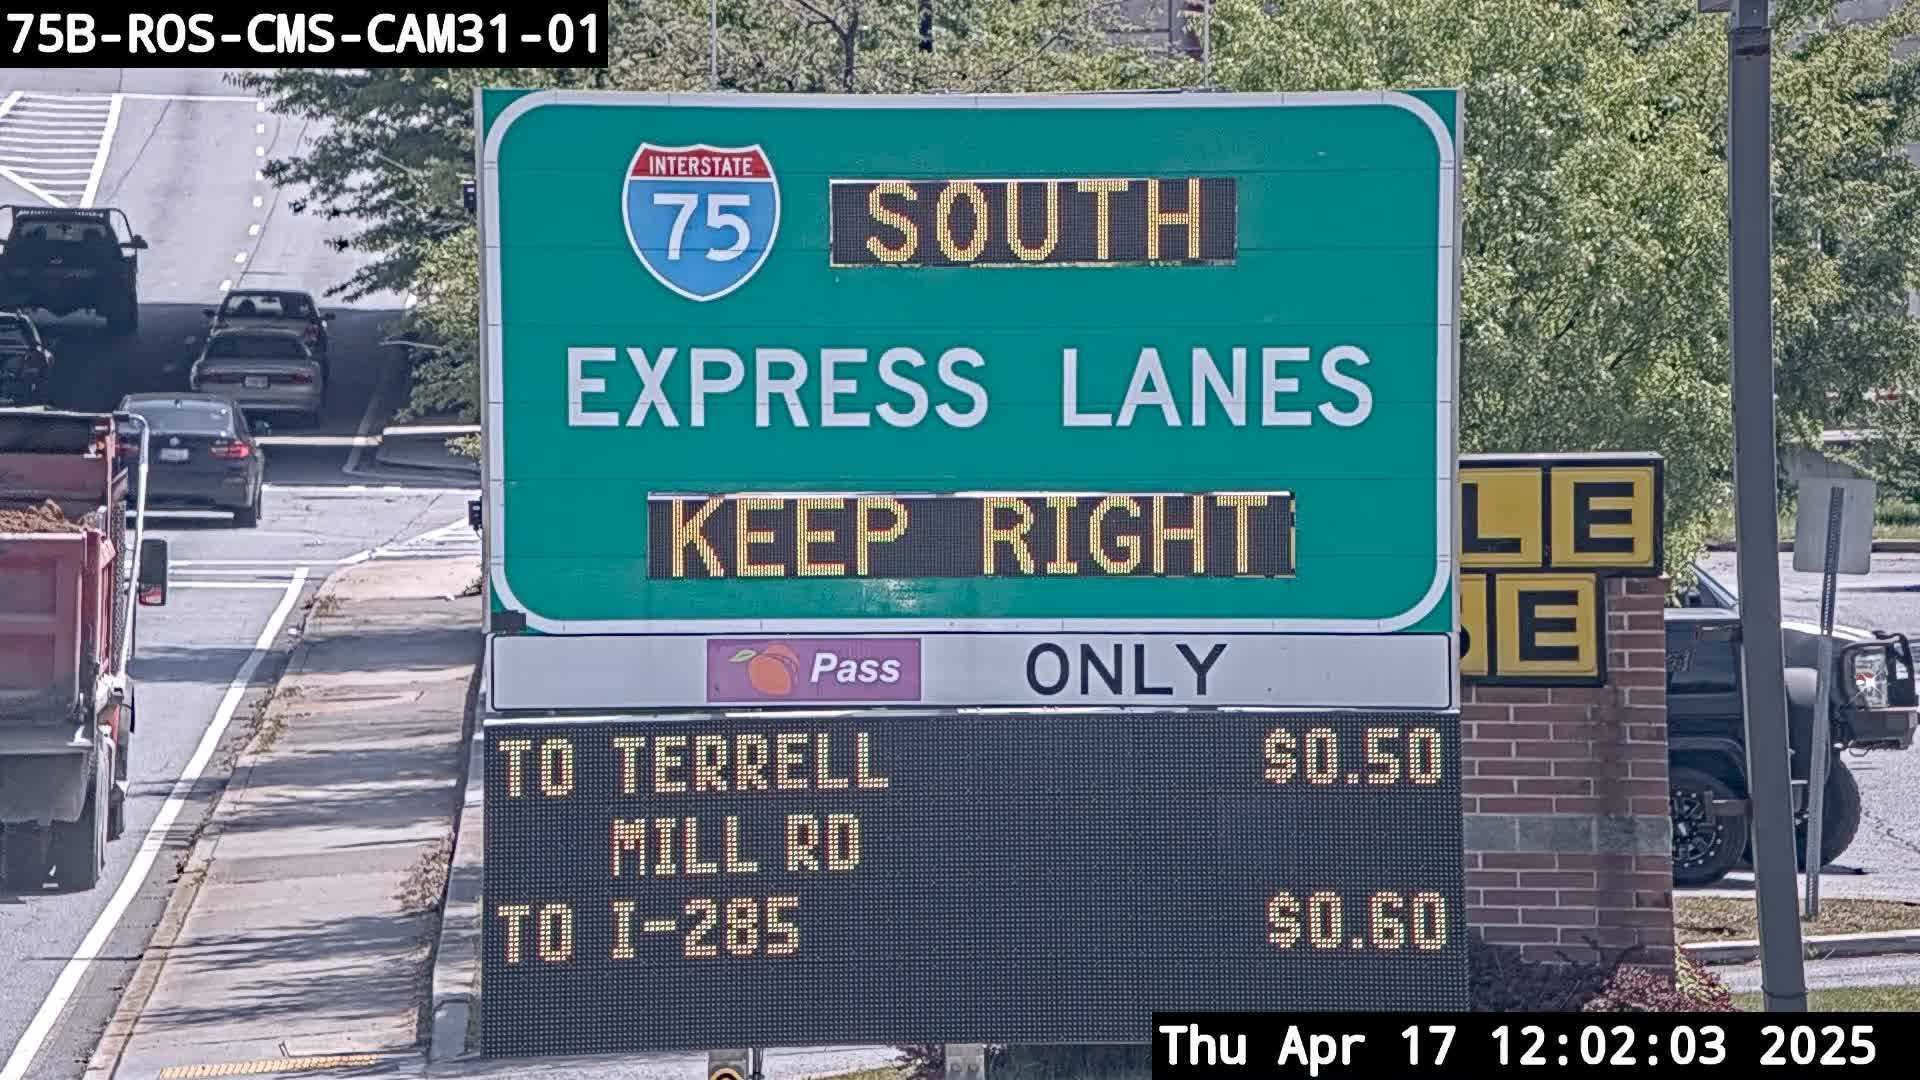 75B-ROS-CMS-CAM31-01
INTERSTATE
75
SOUTH
EXPRESS LANES
KEEP RIGHT
Pass ONLY
TO TERRELL $0.50
MILL RD
TO I-285 $0.60
LE
E
Thu Apr 17 12:02:03 2025